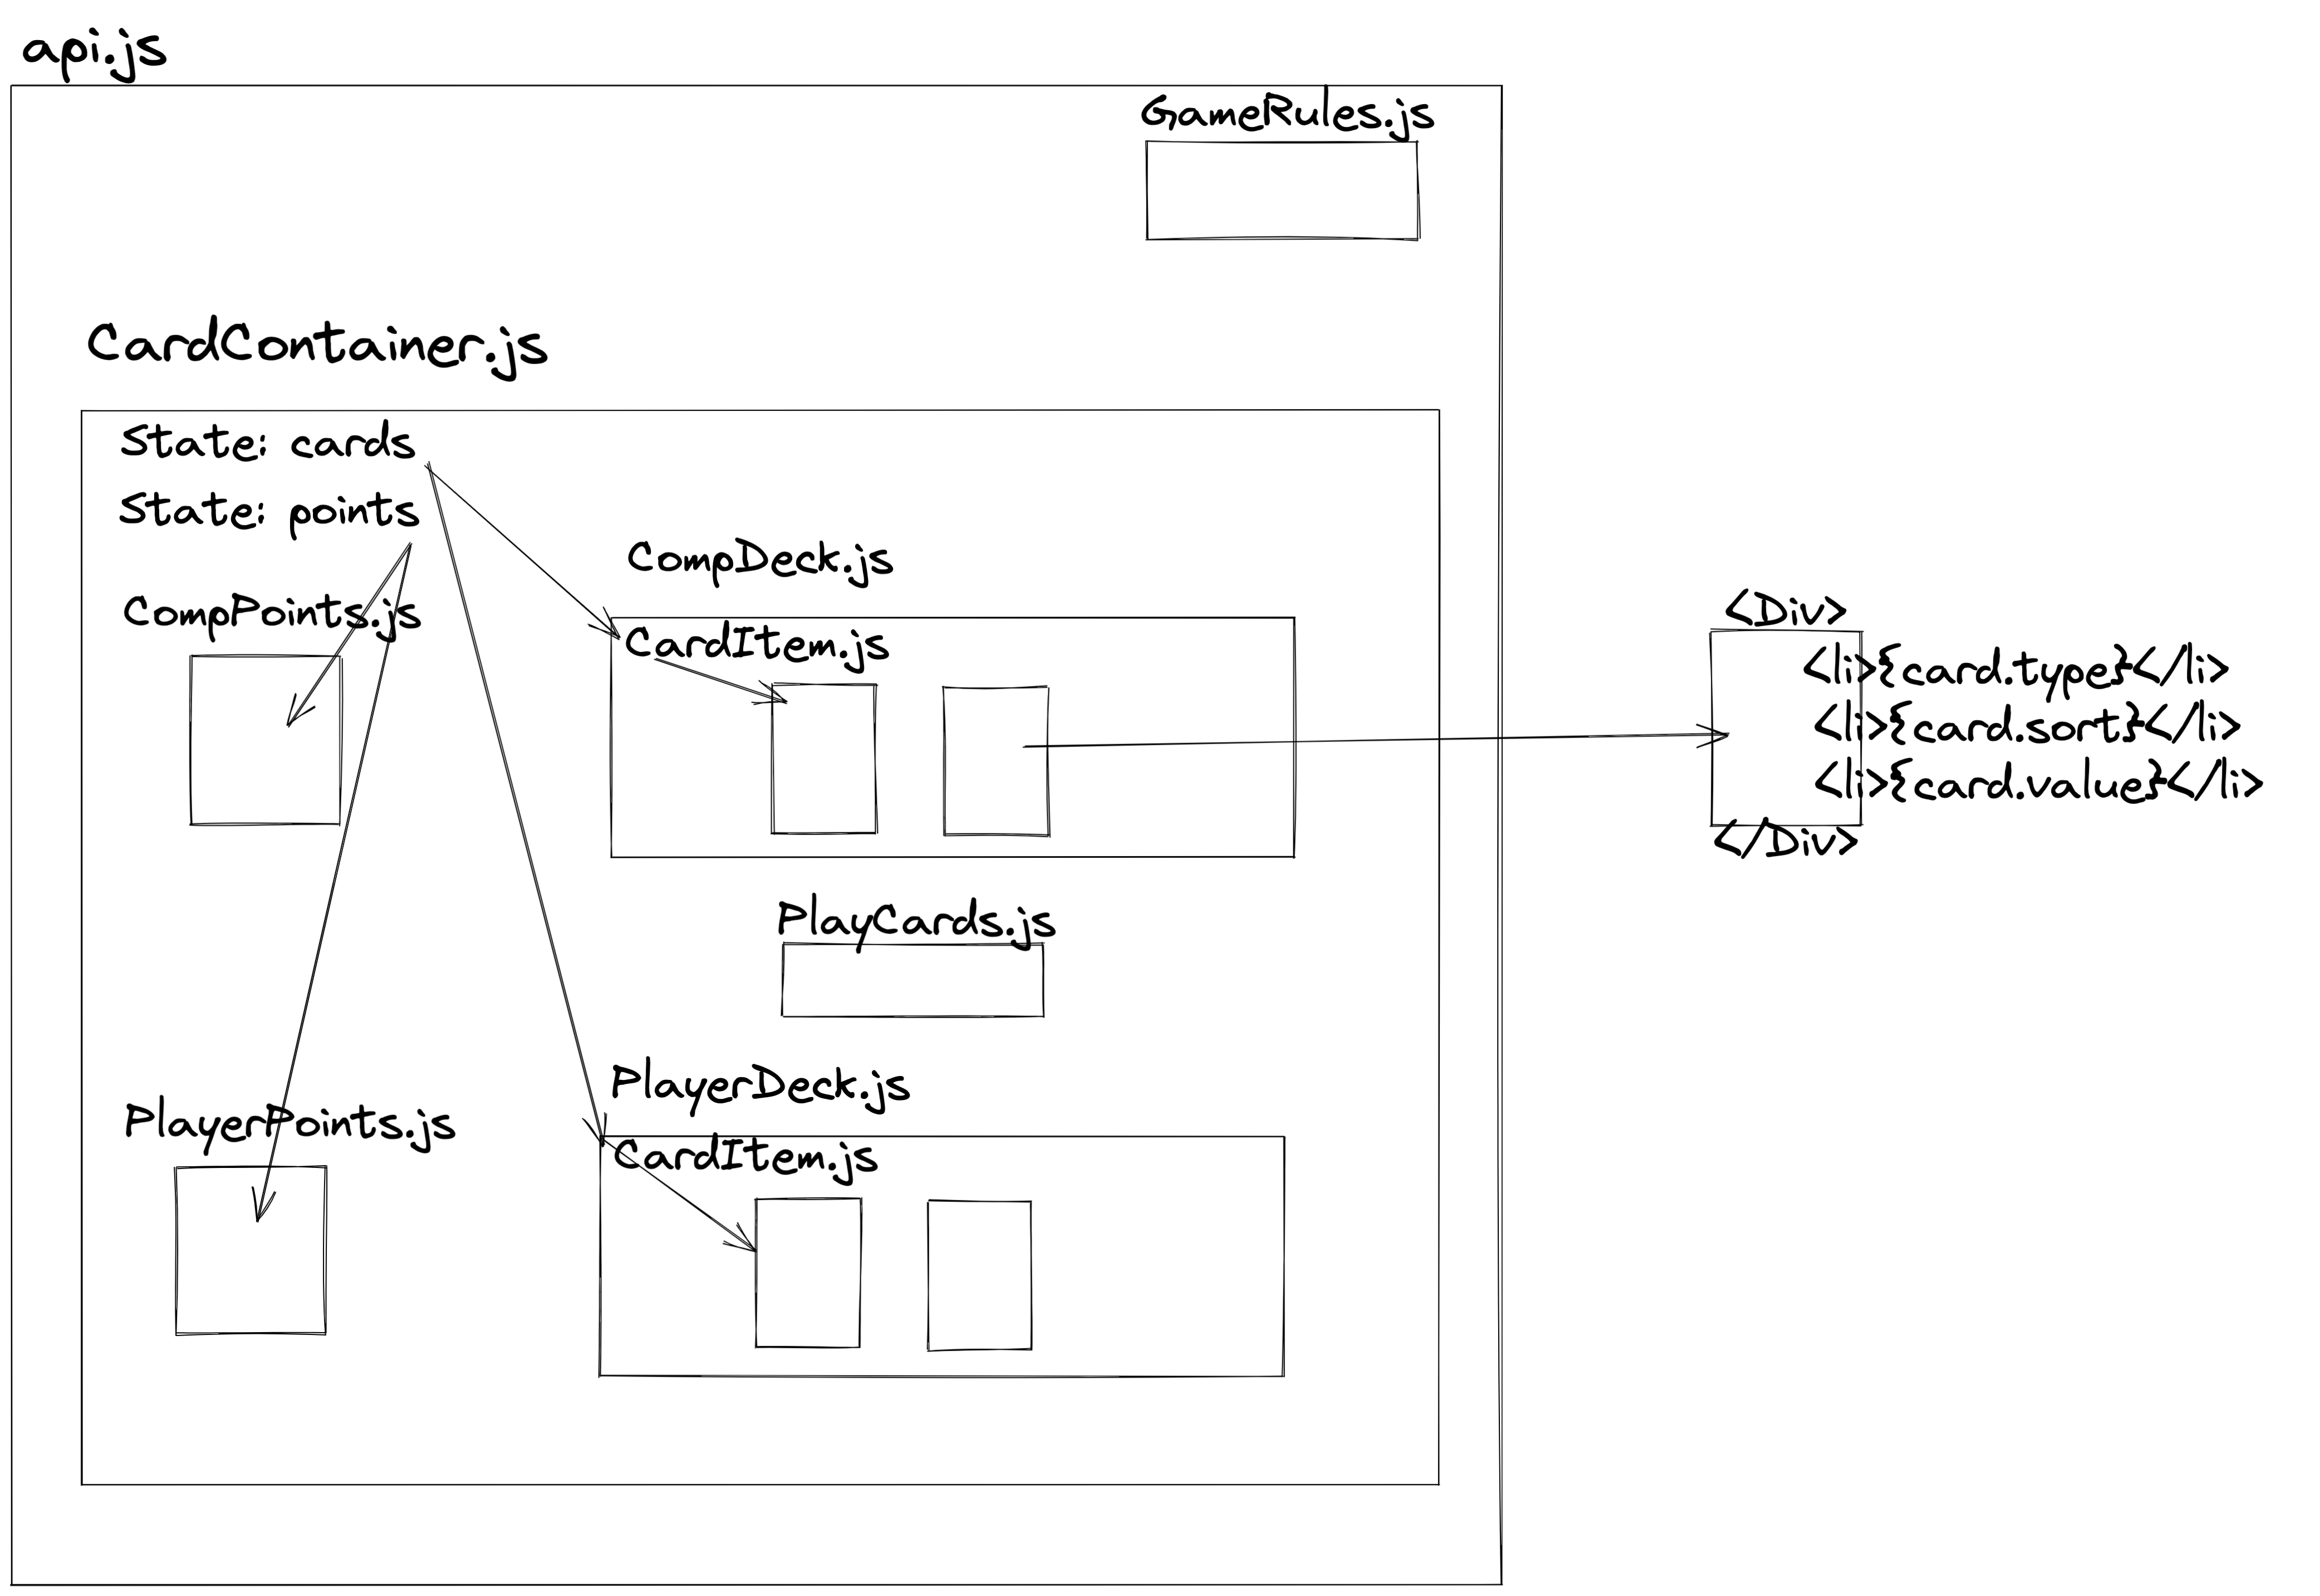 api.js
GameRules.js
CardContainer.js
State: cards
State: points
CompDeck.js
CompPoints.js
CardItem.js
<Div>
<li>{card.type}</li>
<li>{card.sort}</li>
<li>{card.value}</li>
</Div>
PlayCards.js
PlayerDeck.js
PlayerPoints.js
CardItem.js